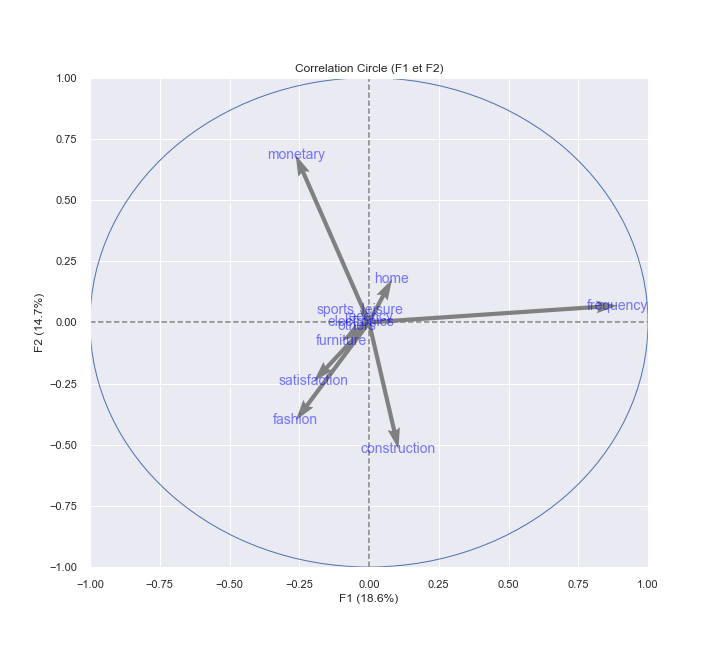 Correlation Circle (F1 et F2)
1.00
0.75
0.50
0.25
0.00
−0.25
−0.50
−0.75
−1.00
F2 (14.7%)
monetary
home
frequency
sports_leisure
electronics
furniture
satisfaction
fashion
construction
−1.00 −0.75 −0.50 −0.25 0.00 0.25 0.50 0.75 1.00
F1 (18.6%)